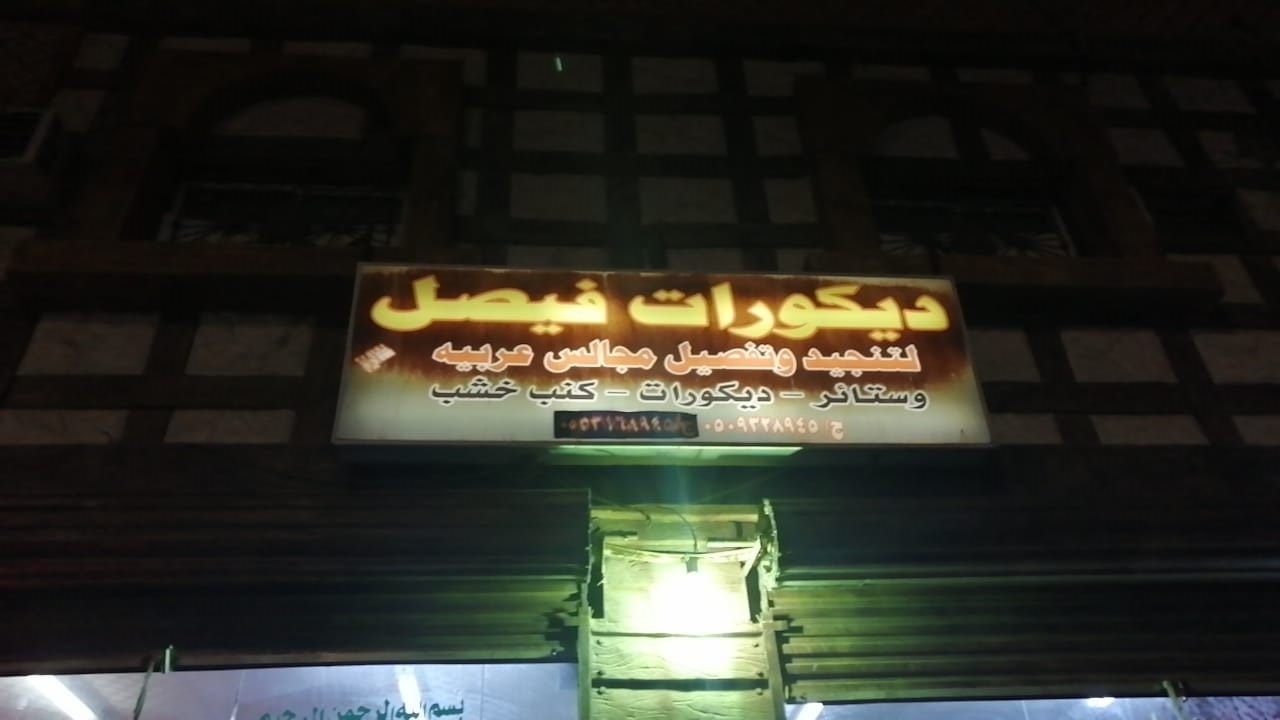 ديكورات فيصل
لتنجيد وتفصيل مجالس عربيه
وستائر - ديكورات - كنب خشب
ج/ ٠٥٠٩٣٢٨٩٤٥
بسم الله الرحمن الرحيم